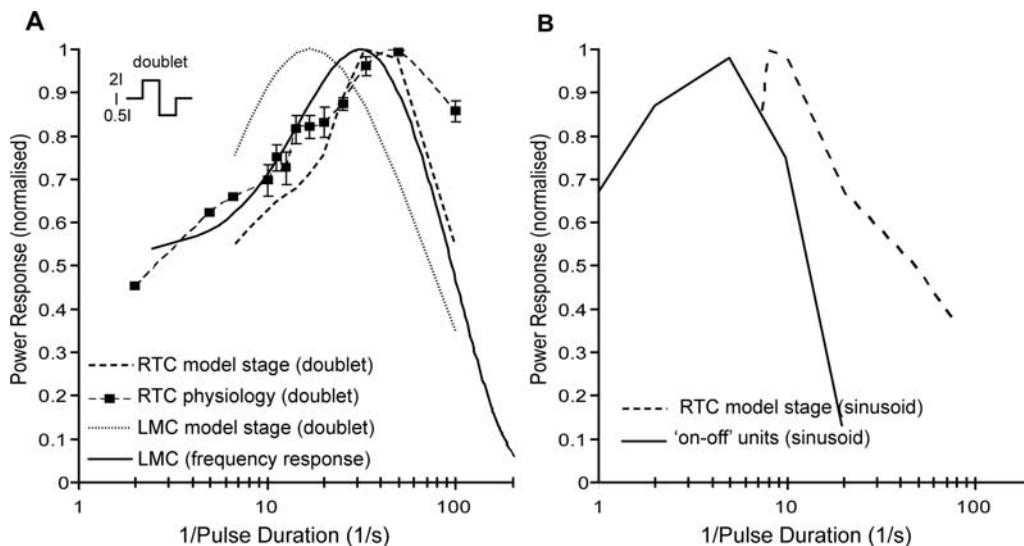 A
doublet
2I
I
0.5I
Power Response (normalised)
1
0.9
0.8
0.7
0.6
0.5
0.4
0.3
0.2
0.1
0
RTC model stage (doublet)
RTC physiology (doublet)
LMC model stage (doublet)
LMC (frequency response)
1
10
100
1/Pulse Duration (1/s)
B
Power Response (normalised)
1
0.9
0.8
0.7
0.6
0.5
0.4
0.3
0.2
0.1
0
RTC model stage (sinusoid)
'on-off' units (sinusoid)
1
10
100
1/Pulse Duration (1/s)